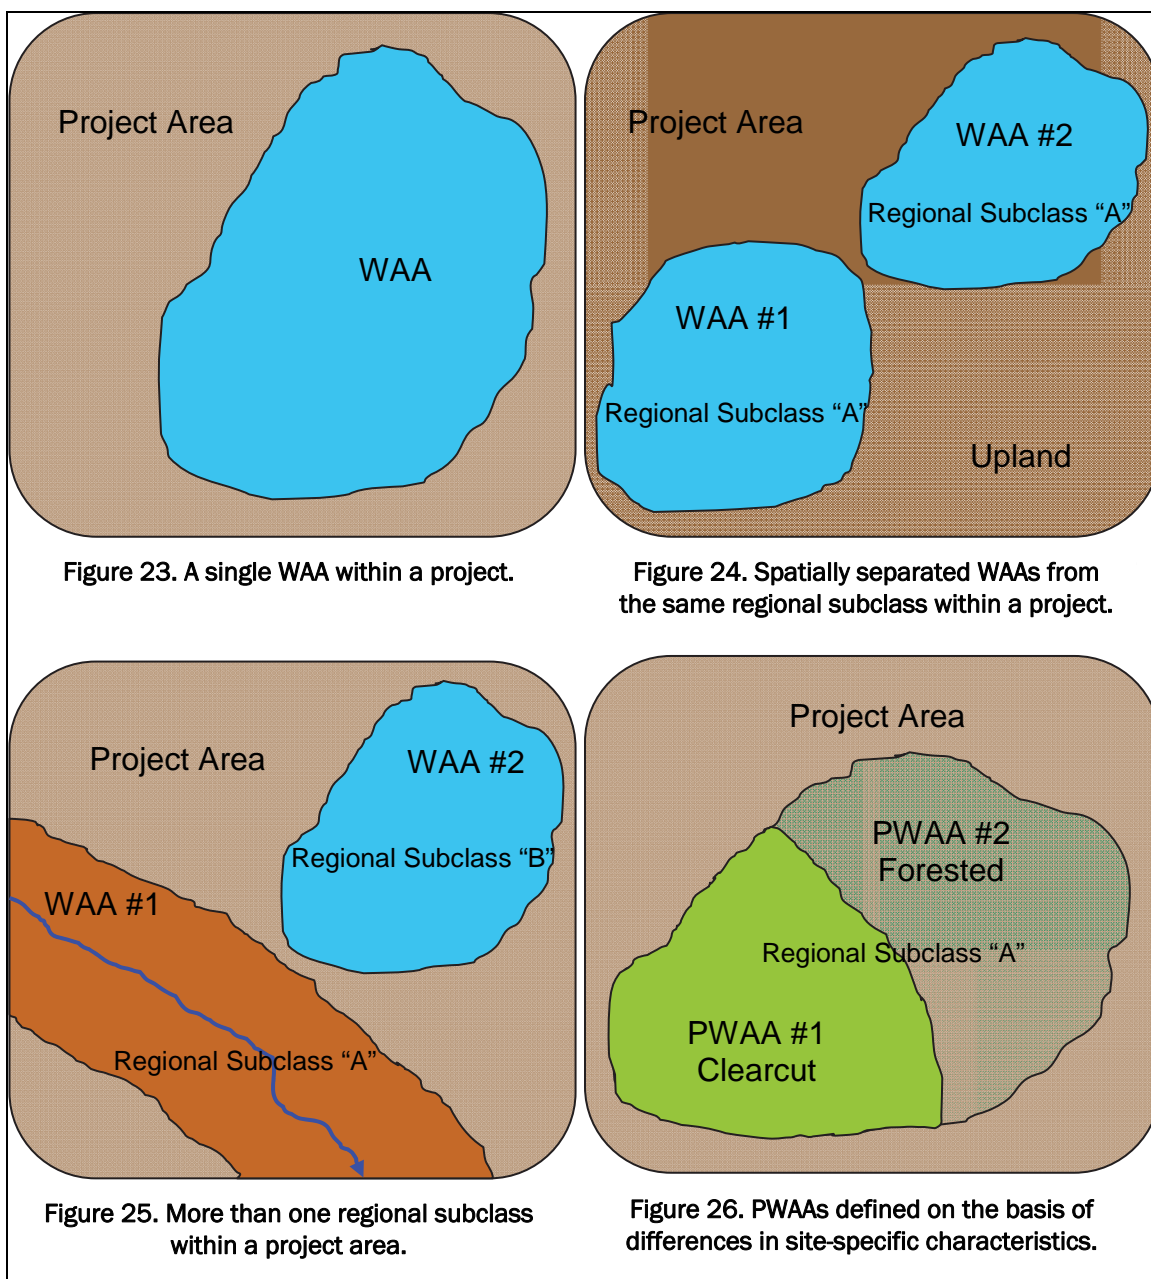 Project Area
WAA
Figure 23. A single WAA within a project.
Project Area
WAA #2
Regional Subclass “A”
WAA #1
Regional Subclass “A”
Upland
Figure 24. Spatially separated WAAs from
the same regional subclass within a project.
Project Area
WAA #2
Regional Subclass “B”
WAA #1
Regional Subclass “A”
Figure 25. More than one regional subclass
within a project area.
Project Area
PWAA #2
Forested
Regional Subclass “A”
PWAA #1
Clearcut
Figure 26. PWAAs defined on the basis of
differences in site-specific characteristics.